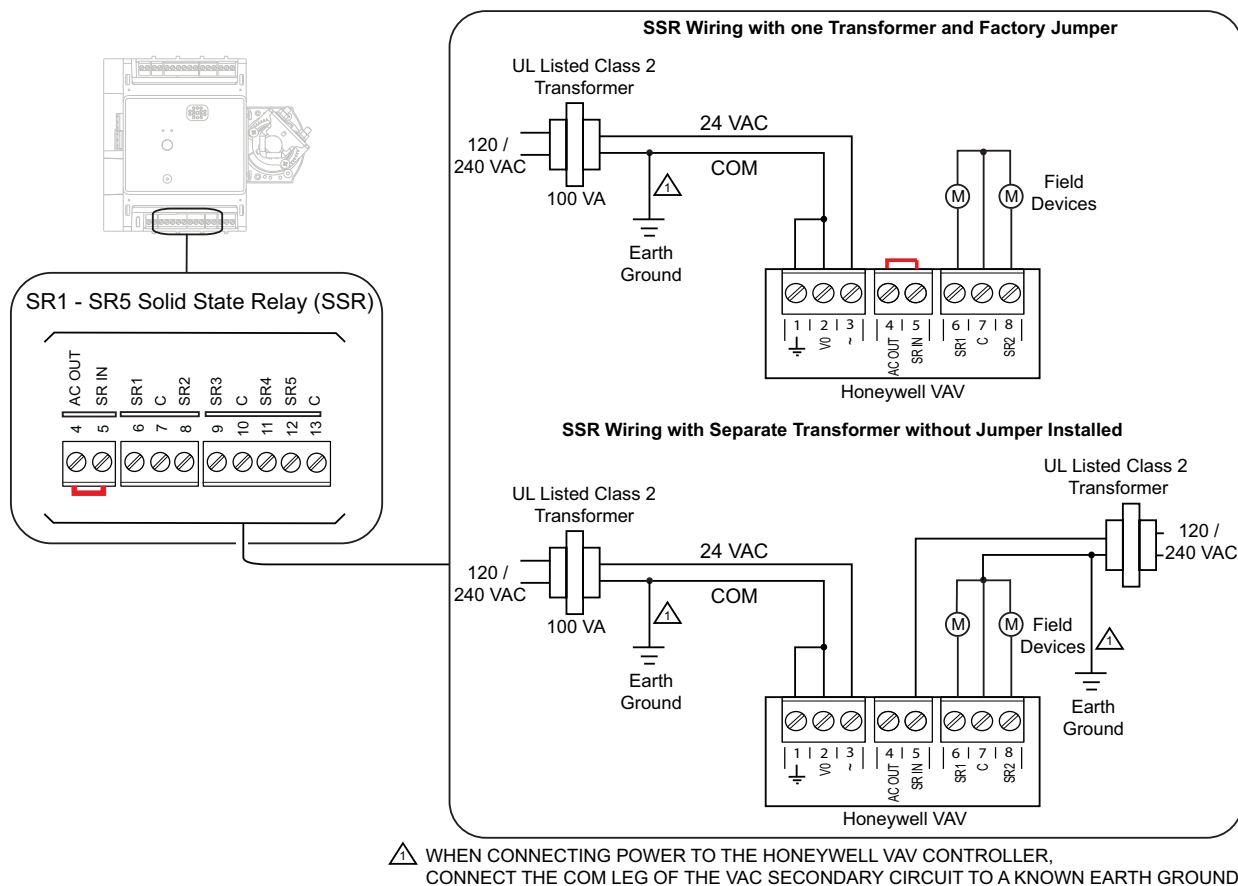 SSR Wiring with one Transformer and Factory Jumper
UL Listed Class 2
Transformer
24 VAC
120 /
240 VAC
COM
1
100 VA
Earth
Ground
M
M
Field
Devices
1 2 3 4 5 6 7 8
V0 ~ AC OUT SR IN SR1 C SR2
Honeywell VAV
SR1 - SR5 Solid State Relay (SSR)
AC OUT SR IN SR1 C SR2 SR3 C SR4 SR5 C
4 5 6 7 8 9 10 11 12 13
SSR Wiring with Separate Transformer without Jumper Installed
UL Listed Class 2
Transformer
UL Listed Class 2
Transformer
24 VAC
120 /
240 VAC
120 /
240 VAC
COM
1
100 VA
Earth
Ground
M
M
Field
Devices
1
Earth
Ground
1 2 3 4 5 6 7 8
V0 ~ AC OUT SR IN SR1 C SR2
Honeywell VAV
1 WHEN CONNECTING POWER TO THE HONEYWELL VAV CONTROLLER,
CONNECT THE COM LEG OF THE VAC SECONDARY CIRCUIT TO A KNOWN EARTH GROUND